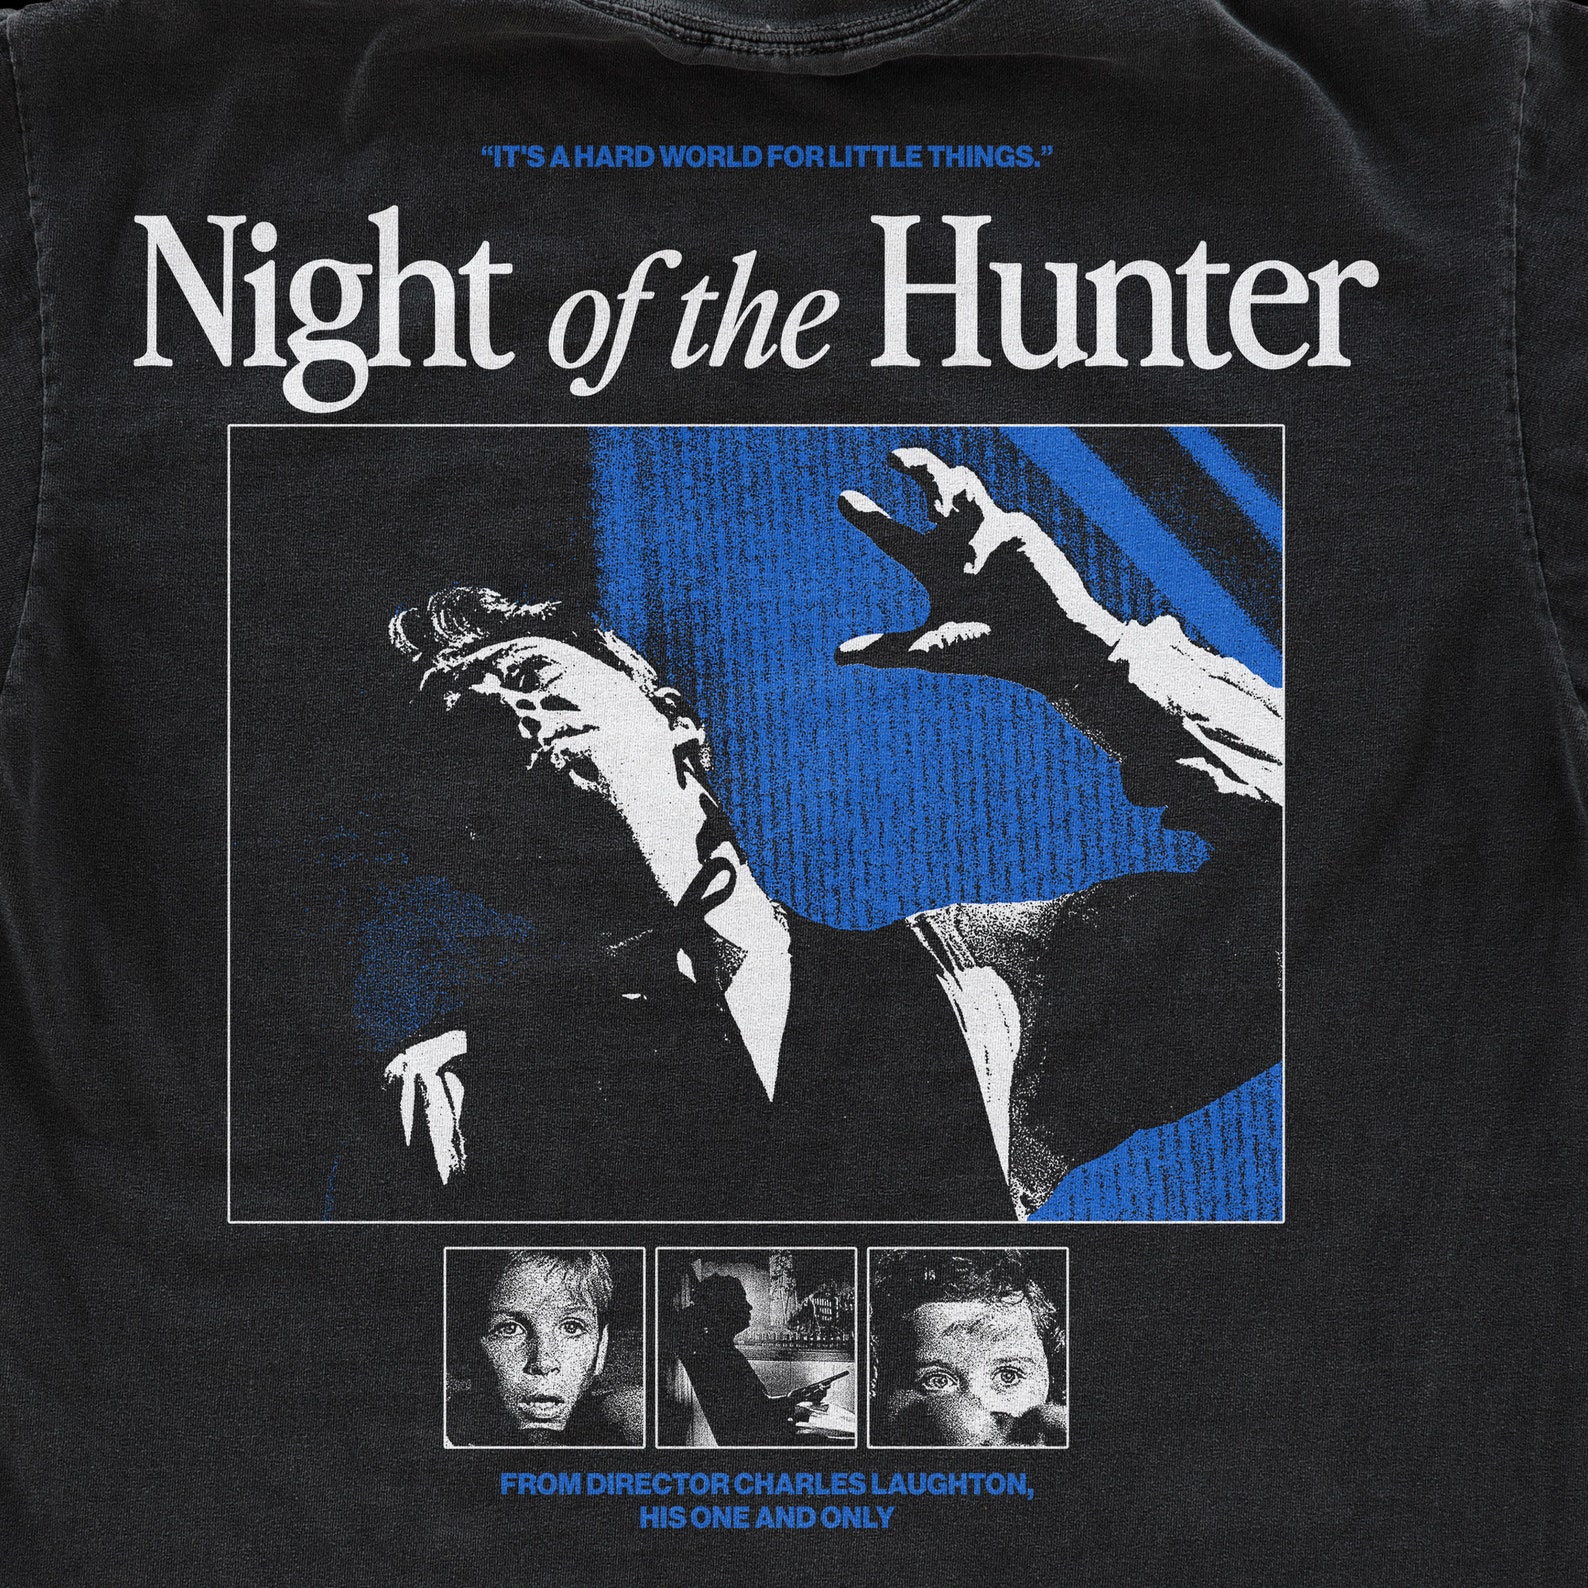 “IT'S A HARD WORLD FOR LITTLE THINGS.”
Night of the Hunter
FROM DIRECTOR CHARLES LAUGHTON,
HIS ONE AND ONLY